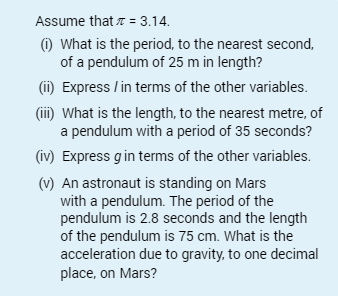 Assume that π = 3.14.
(i) What is the period, to the nearest second,
of a pendulum of 25 m in length?
(ii) Express l in terms of the other variables.
(iii) What is the length, to the nearest metre, of
a pendulum with a period of 35 seconds?
(iv) Express g in terms of the other variables.
(v) An astronaut is standing on Mars
with a pendulum. The period of the
pendulum is 2.8 seconds and the length
of the pendulum is 75 cm. What is the
acceleration due to gravity, to one decimal
place, on Mars?